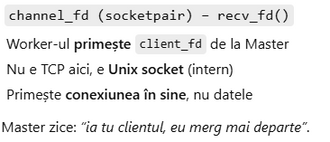 channel_fd (socketpair) – recv_fd()
Worker-ul primește client_fd de la Master
Nu e TCP aici, e Unix socket (intern)
Primește conexiunea în sine, nu datele
Master zice: ”ia tu clientul, eu merg mai departe”.